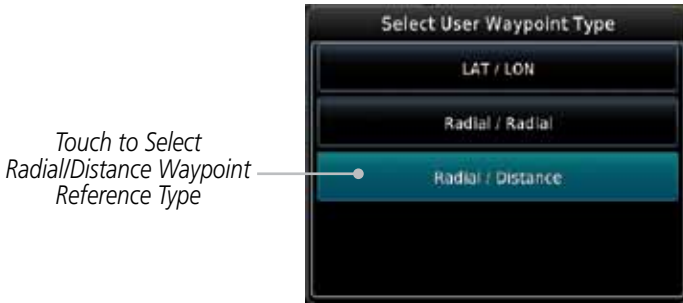 Select User Waypoint Type
LAT / LON
Radial / Radial
Touch to Select
Radial/Distance Waypoint
Reference Type
Radial / Distance